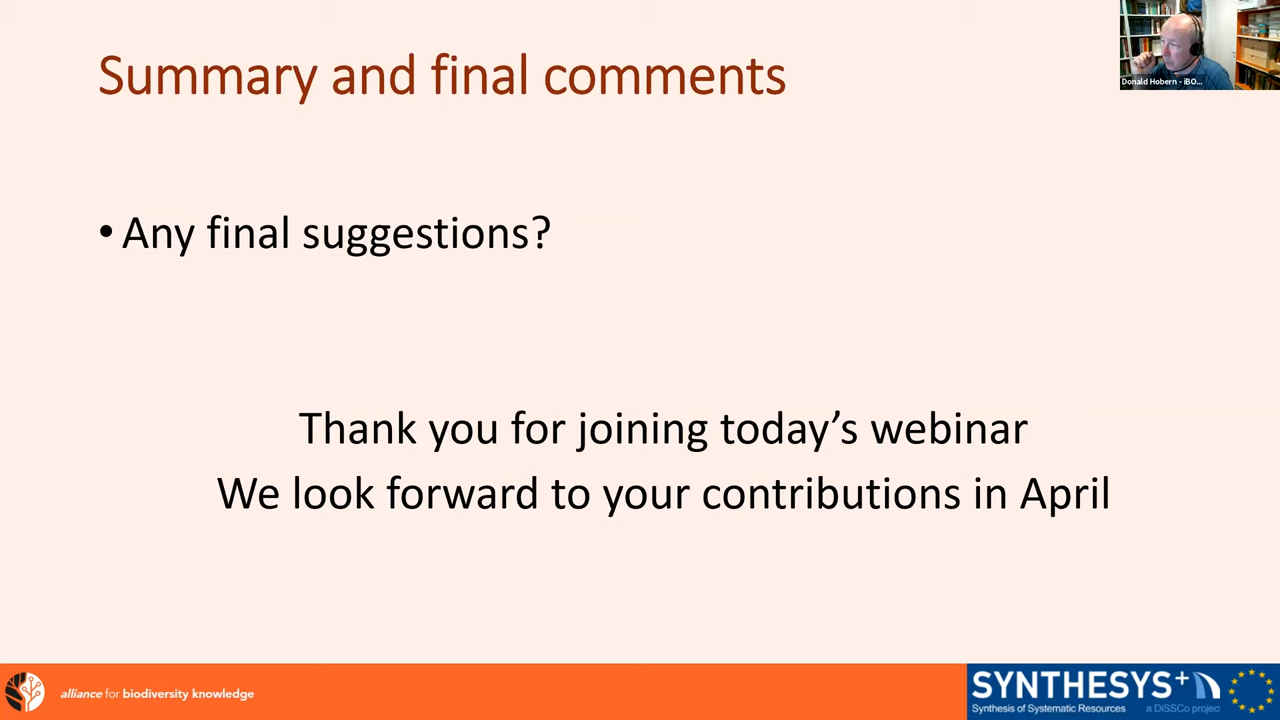 Summary and final comments
Donald Hobern - iBO...
• Any final suggestions?
Thank you for joining today’s webinar
We look forward to your contributions in April
alliance for biodiversity knowledge
SYNTHESYS+
Synthesis of Systematic Resources
a DiSSCo project